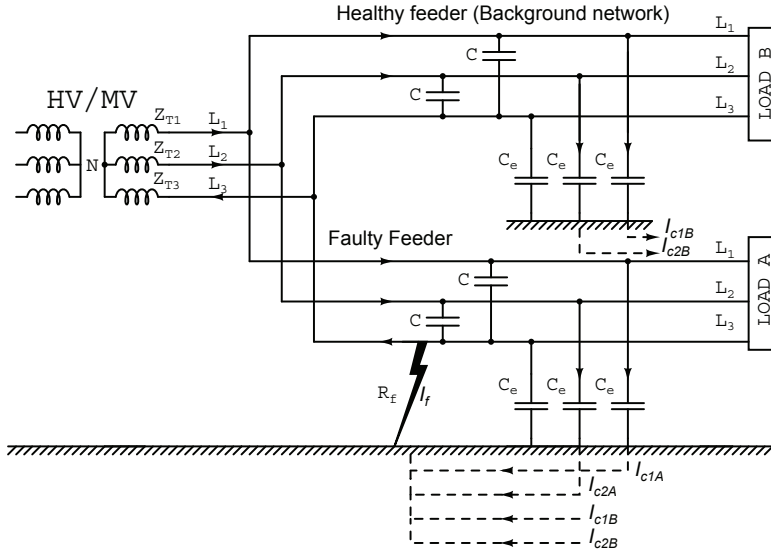 Healthy feeder (Background network)
L1
C
L2
LOAD B
HV/MV
C
ZT1
L1
L3
N
ZT2
L2
Ce
Ce
Ce
ZT3
L3
Ic1B
Ic2B
Faulty Feeder
L1
C
L2
LOAD A
C
L3
Rf
If
Ce
Ce
Ce
Ic1A
Ic2A
Ic1B
Ic2B